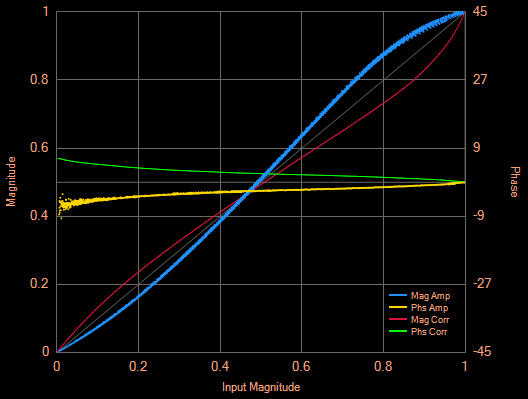 1
45
0.8
27
0.6
9
Magnitude
Phase
0.4
-9
0.2
-27
Mag Amp
Phs Amp
Mag Corr
Phs Corr
0
-45
0
0.2
0.4
0.6
0.8
1
Input Magnitude